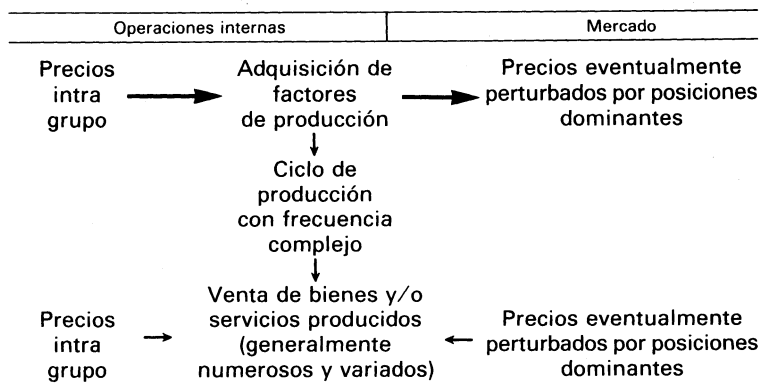 Operaciones internas
Mercado
Precios
intra
grupo
Adquisición de
factores
de producción
Precios eventualmente
perturbados por posiciones
dominantes
Ciclo de
producción
con frecuencia
complejo
Precios
intra
grupo
Venta de bienes y/o
servicios producidos
(generalmente
numerosos y variados)
Precios eventualmente
perturbados por posiciones
dominantes